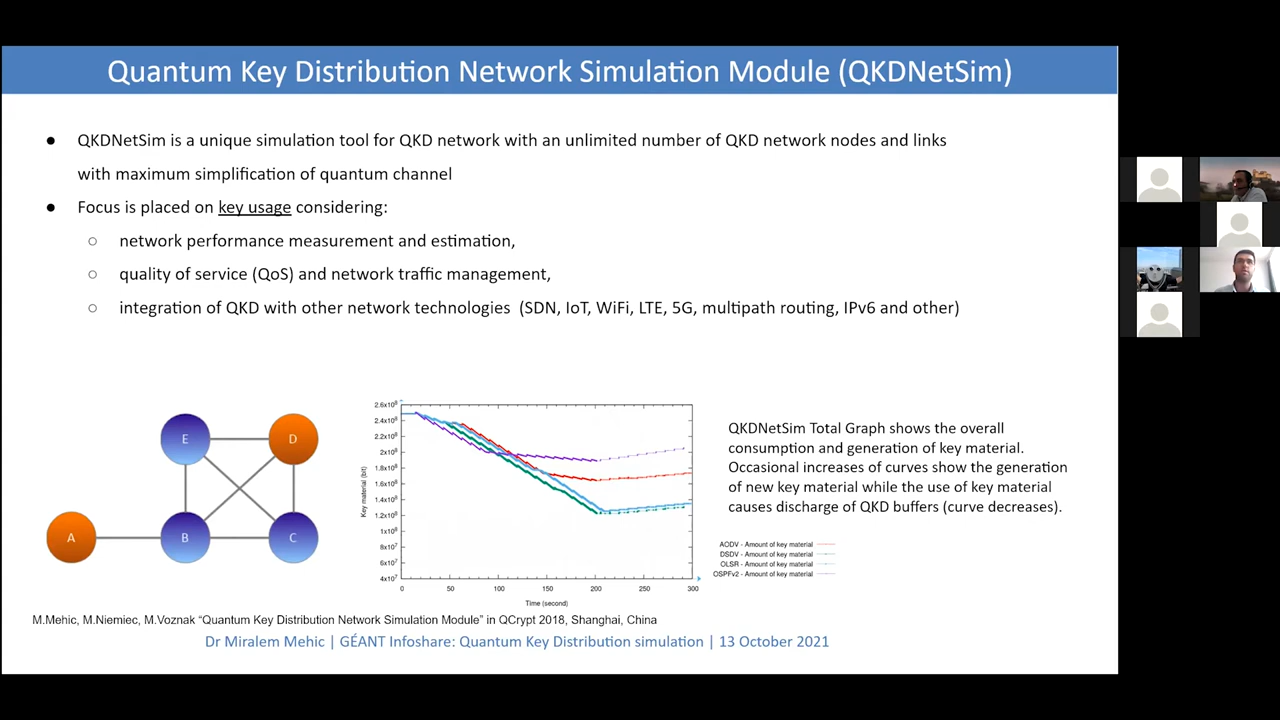 Quantum Key Distribution Network Simulation Module (QKDNetSim)
● QKDNetSim is a unique simulation tool for QKD network with an unlimited number of QKD network nodes and links
with maximum simplification of quantum channel
● Focus is placed on key usage considering:
○ network performance measurement and estimation,
○ quality of service (QoS) and network traffic management,
○ integration of QKD with other network technologies (SDN, IoT, WiFi, LTE, 5G, multipath routing, IPv6 and other)
E
D
A
B
C
Key material (bit)
2.6x10⁸
2.4x10⁸
2.2x10⁸
2x10⁸
1.8x10⁸
1.6x10⁸
1.4x10⁸
1.2x10⁸
1x10⁸
8x10⁷
6x10⁷
4x10⁷
0 50 100 150 200 250 300
Time (second)
QKDNetSim Total Graph shows the overall
consumption and generation of key material.
Occasional increases of curves show the generation
of new key material while the use of key material
causes discharge of QKD buffers (curve decreases).
AODV - Amount of key material
DSDV - Amount of key material
OLSR - Amount of key material
OSPFv2 - Amount of key material
M.Mehic, M.Niemiec, M.Voznak “Quantum Key Distribution Network Simulation Module” in QCrypt 2018, Shanghai, China
Dr Miralem Mehic | GÉANT Infoshare: Quantum Key Distribution simulation | 13 October 2021